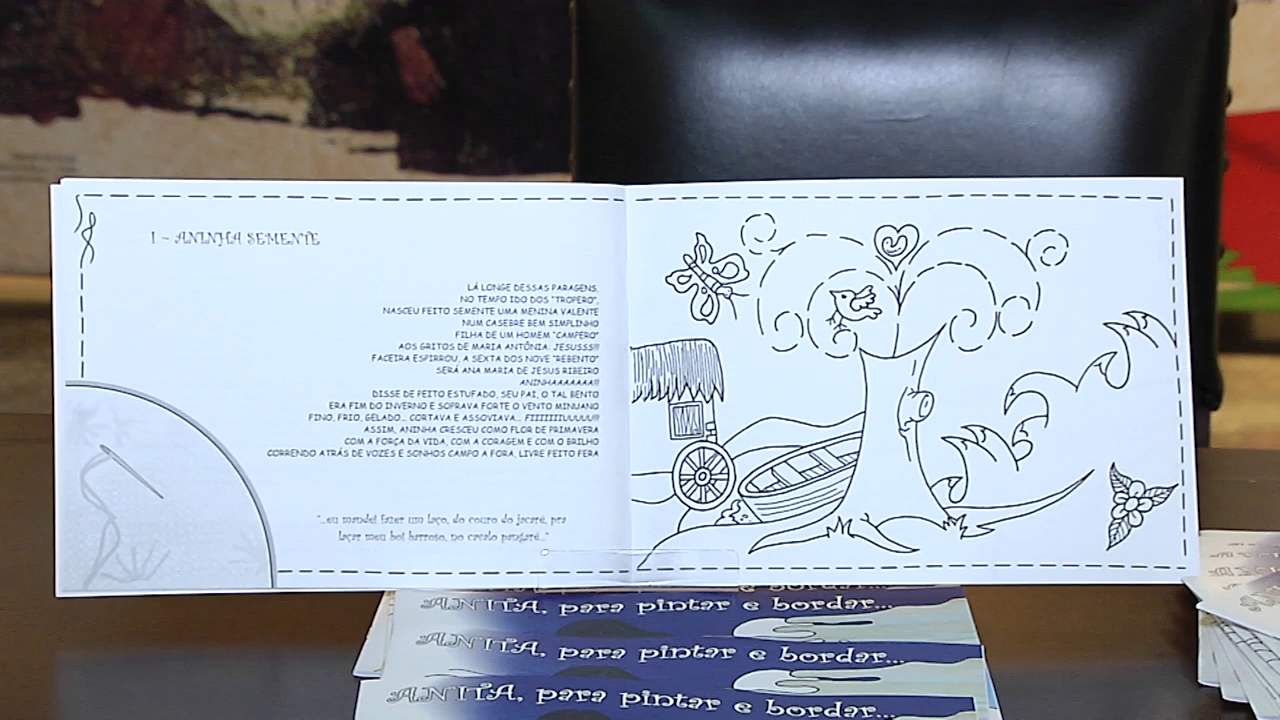 I - ANINHA SEMENTE
LÁ LONGE DESSAS PARAGENS,
NO TEMPO IDO DOS "TROPERO",
NASCEU FEITO SEMENTE UMA MENINA VALENTE
NUM CASEBRE BEM SIMPLINHO
FILHA DE UM HOMEM "CAMPERO"
AOS GRITOS DE MARIA ANTÔNIA: JESUSSS!!!
FACEIRA ESPIRROU, A SEXTA DOS NOVE "REBENTO"
SERÁ ANA MARIA DE JESUS RIBEIRO
ANINHAAAAAAA!!!
DISSE DE PEITO ESTUFADO, SEU PAI, O TAL BENTO
ERA FIM DO INVERNO E SOPRAVA FORTE O VENTO MINUANO
FINO, FRIO, GELADO... CORTAVA E ASSOVIAVA... FIIIIIIIUUUUU!!!
ASSIM, ANINHA CRESCEU COMO FLOR DE PRIMAVERA
COM A FORÇA DA VIDA, COM A CORAGEM E COM O BRILHO
CORRENDO ATRÁS DE VOZES E SONHOS CAMPO A FORA, LIVRE FEITO FERA
"...eu mandei fazer um laço, do couro do jacaré, pra
laçar meu boi barroso, no cavalo pangaré..."
ANITA, para pintar e bordar...
ANITA, para pintar e bordar...
ANITA, para pintar e bordar...